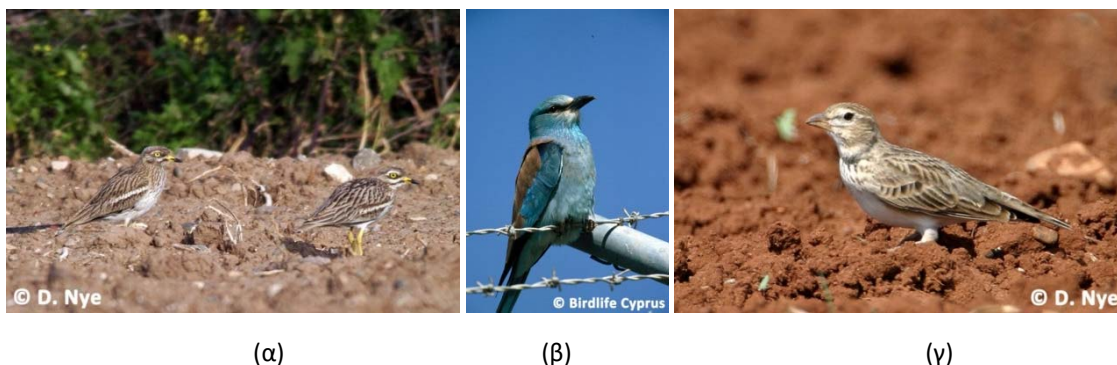 © D. Nye
© Birdlife Cyprus
© D. Nye
(α)
(β)
(γ)